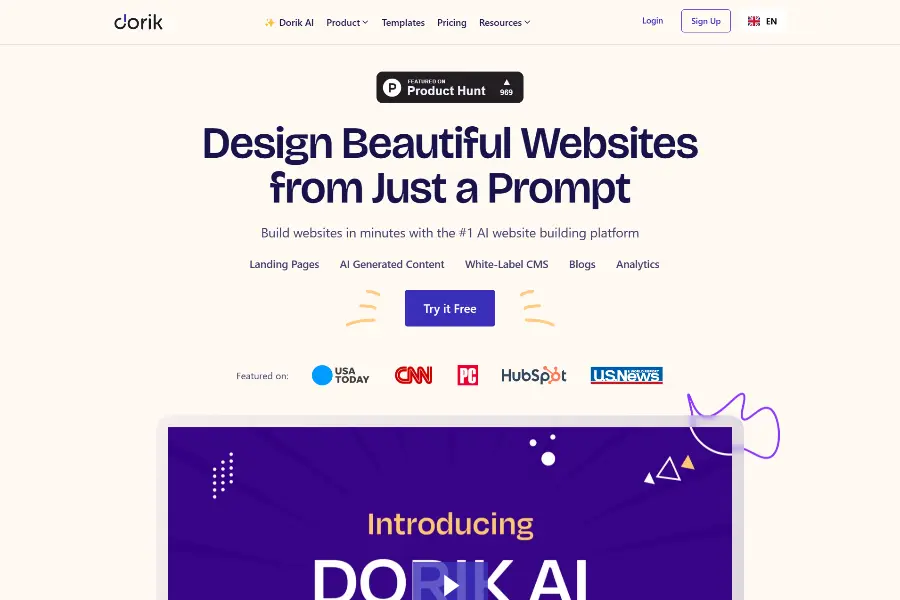 dorik
✨ Dorik AI Product Templates Pricing Resources Login Sign Up EN
P FEATURED ON
Product Hunt 969
Design Beautiful Websites
from Just a Prompt
Build websites in minutes with the #1 AI website building platform
Landing Pages AI Generated Content White-Label CMS Blogs Analytics
Try it Free
Featured on: USA TODAY CNN PC HubSpot U.S.News
Introducing
DORIK AI